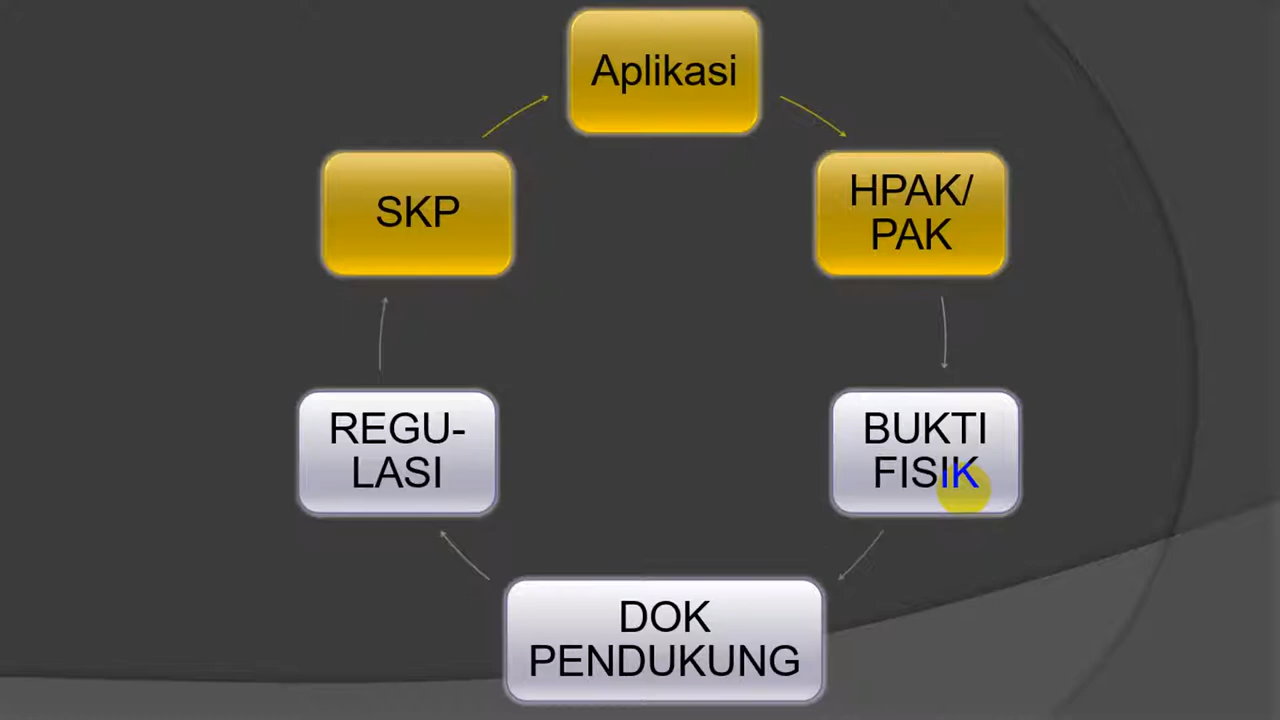 Aplikasi
HPAK/
PAK
BUKTI
FISIK
DOK
PENDUKUNG
REGU-
LASI
SKP